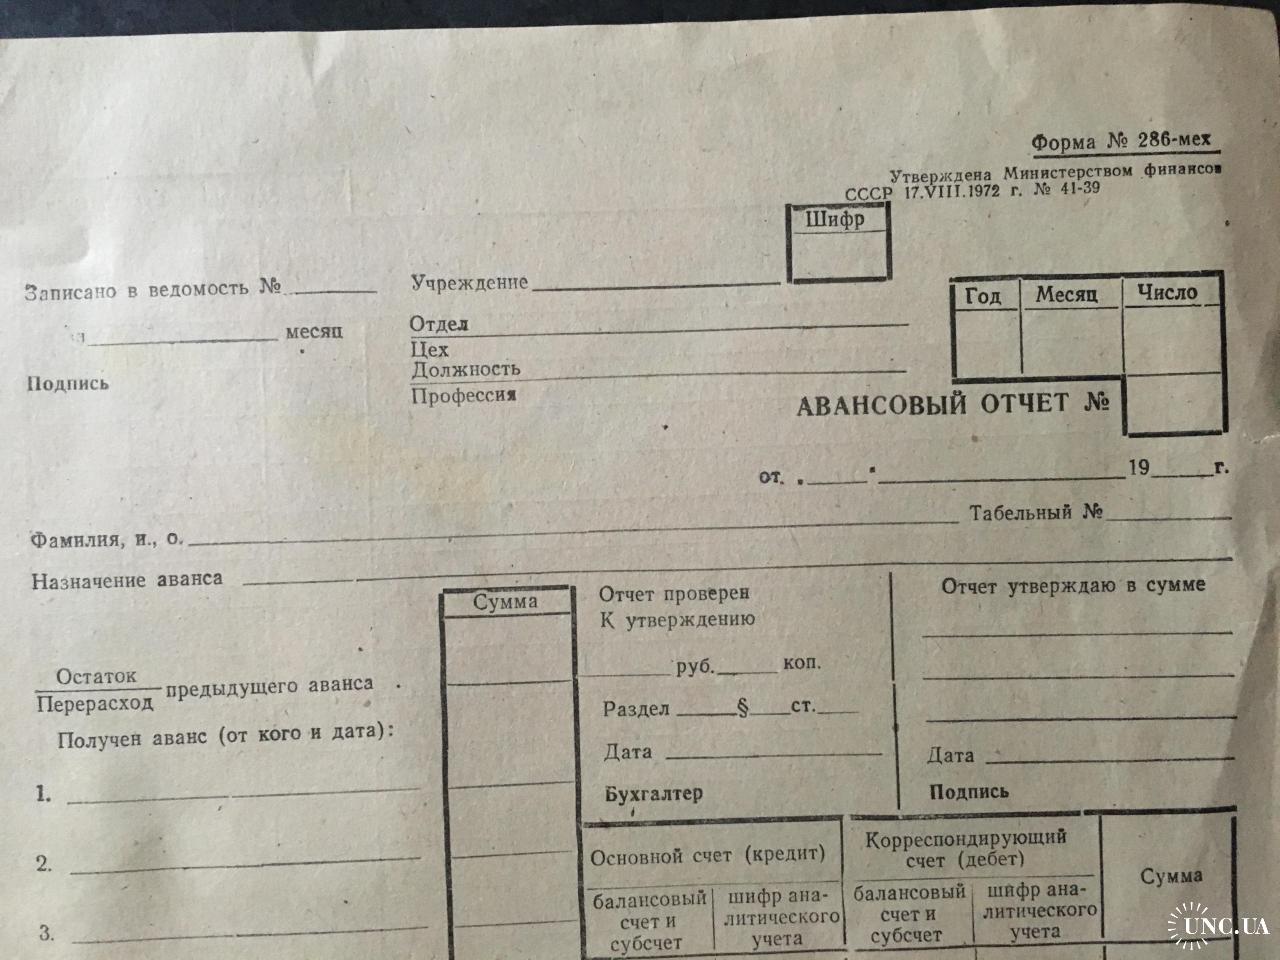 Форма № 286-мех
Утверждена Министерством финансов
СССР 17.VIII.1972 г. № 41-39
Шифр
Записано в ведомость №
Учреждение
Год Месяц Число
месяц
Отдел
Цех
Подпись
Должность
Профессия
АВАНСОВЫЙ ОТЧЕТ №
от 19 г.
Фамилия, и., о.
Табельный №
Назначение аванса
Сумма
Отчет проверен
К утверждению
руб. коп.
Раздел § ст.
Дата
Бухгалтер
Отчет утверждаю в сумме
Дата
Подпись
Остаток
Перерасход
предыдущего аванса
Получен аванс (от кого и дата):
1.
2.
3.
Основной счет (кредит)
Корреспондирующий
счет (дебет)
Сумма
балансовый
счет и
субсчет
шифр ана-
литического
учета
балансовый
счет и
субсчет
шифр ана-
литического
учета
UNC.UA